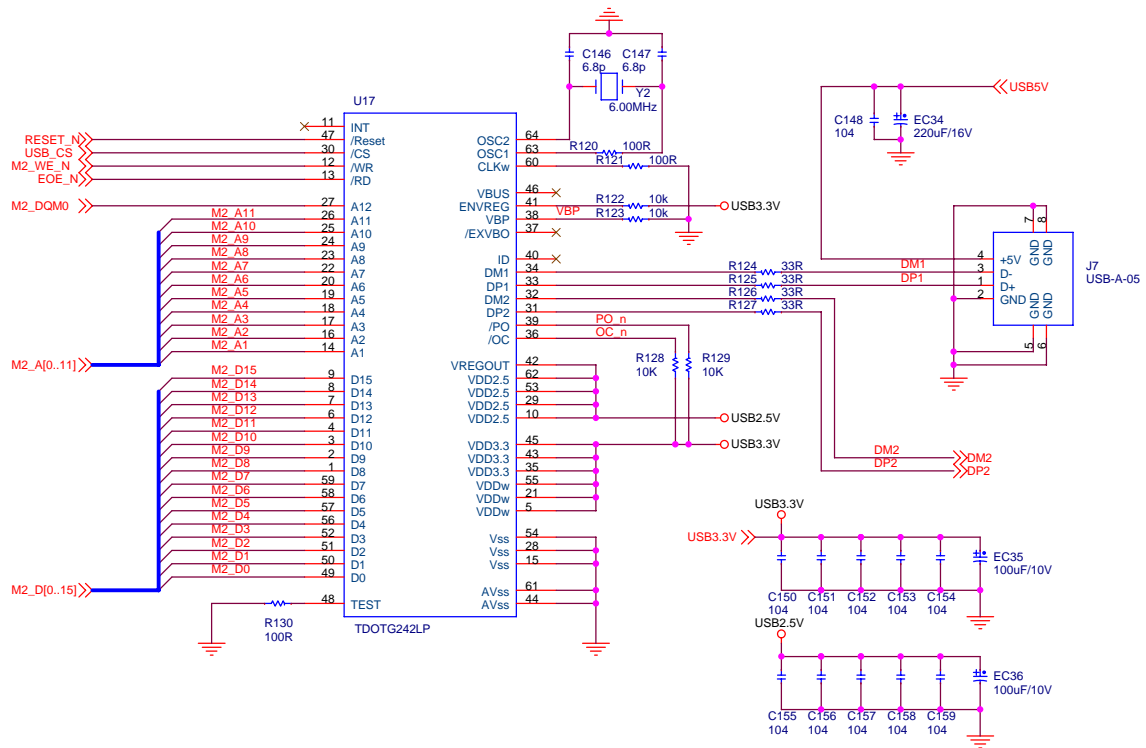 C146
6.8p
C147
6.8p
Y2
6.00MHz
U17
TDOTG242LP
RESET_N
USB_CS
M2_WE_N
EOE_N
M2_DQM0
M2_A11
M2_A10
M2_A9
M2_A8
M2_A7
M2_A6
M2_A5
M2_A4
M2_A3
M2_A2
M2_A1
M2_A[0..11]
M2_D15
M2_D14
M2_D13
M2_D12
M2_D11
M2_D10
M2_D9
M2_D8
M2_D7
M2_D6
M2_D5
M2_D4
M2_D3
M2_D2
M2_D1
M2_D0
M2_D[0..15]
R130
100R
11 INT
47 /Reset
30 /CS
12 /WR
13 /RD
27 A12
26 A11
25 A10
24 A9
23 A8
22 A7
20 A6
19 A5
18 A4
17 A3
16 A2
14 A1
9 D15
8 D14
7 D13
6 D12
4 D11
3 D10
2 D9
1 D8
59 D7
58 D6
57 D5
56 D4
52 D3
51 D2
50 D1
49 D0
48 TEST
OSC2 64
OSC1 63
CLKw 60
VBUS 46
ENVREG 41
VBP 38
/EXVBO 37
ID 40
DM1 34
DP1 33
DM2 32
DP2 31
/PO 39
/OC 36
VREGOUT 42
VDD2.5 62
VDD2.5 53
VDD2.5 29
VDD2.5 10
VDD3.3 45
VDD3.3 43
VDD3.3 35
VDDw 55
VDDw 21
VDDw 5
Vss 54
Vss 28
Vss 15
AVss 61
AVss 44
R120 100R
R121 100R
R122 10k
VBP R123 10k
USB3.3V
R124 33R
R125 33R
R126 33R
R127 33R
PO_n
OC_n
R128
10K
R129
10K
USB2.5V
USB3.3V
DM1
DP1
DM2
DP2
DM2
DP2
USB5V
C148
104
EC34
220uF/16V
J7
USB-A-05
4 +5V
3 D-
1 D+
2 GND
7 GND
8 GND
5 GND
6 GND
USB3.3V
USB3.3V
C150
104
C151
104
C152
104
C153
104
C154
104
EC35
100uF/10V
USB2.5V
C155
104
C156
104
C157
104
C158
104
C159
104
EC36
100uF/10V